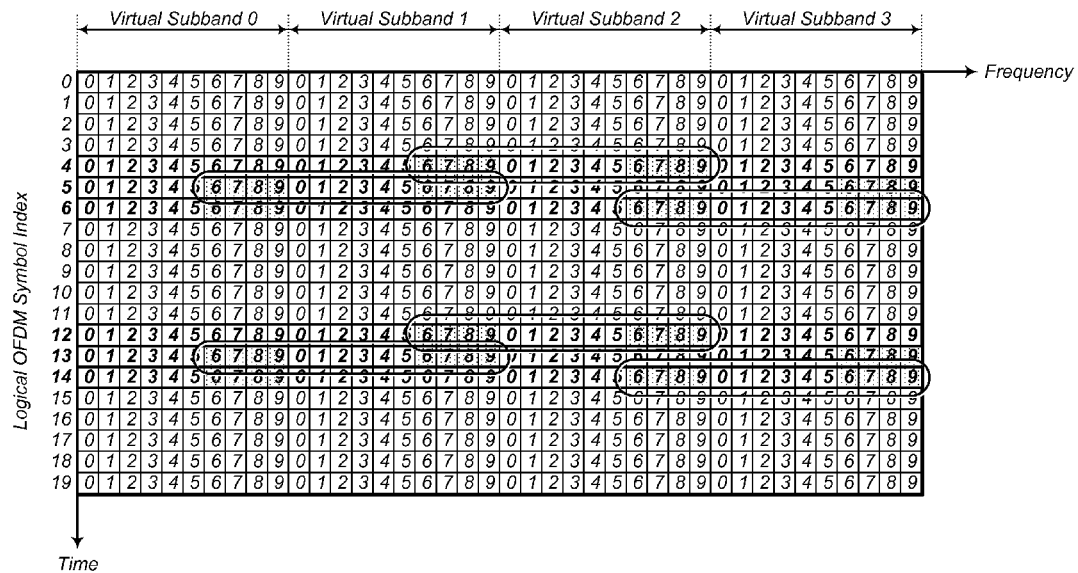 Virtual Subband 0 Virtual Subband 1 Virtual Subband 2 Virtual Subband 3
Frequency
0 0 1 2 3 4 5 6 7 8 9 0 1 2 3 4 5 6 7 8 9 0 1 2 3 4 5 6 7 8 9 0 1 2 3 4 5 6 7 8 9
1 0 1 2 3 4 5 6 7 8 9 0 1 2 3 4 5 6 7 8 9 0 1 2 3 4 5 6 7 8 9 0 1 2 3 4 5 6 7 8 9
2 0 1 2 3 4 5 6 7 8 9 0 1 2 3 4 5 6 7 8 9 0 1 2 3 4 5 6 7 8 9 0 1 2 3 4 5 6 7 8 9
3 0 1 2 3 4 5 6 7 8 9 0 1 2 3 4 5 6 7 8 9 0 1 2 3 4 5 6 7 8 9 0 1 2 3 4 5 6 7 8 9
4 0 1 2 3 4 5 6 7 8 9 0 1 2 3 4 6 7 8 9 0 1 2 3 4 5 6 7 8 9 0 1 2 3 4 5 6 7 8 9
5 0 1 2 3 4 6 7 8 9 0 1 2 3 4 5 6 7 8 9 0 1 2 3 4 5 6 7 8 9 0 1 2 3 4 5 6 7 8 9
6 0 1 2 3 4 5 6 7 8 9 0 1 2 3 4 5 6 7 8 9 0 1 2 3 4 5 6 7 8 9 0 1 2 3 4 5 6 7 8 9
7 0 1 2 3 4 5 6 7 8 9 0 1 2 3 4 5 6 7 8 9 0 1 2 3 4 5 6 7 8 9 0 1 2 3 4 5 6 7 8 9
8 0 1 2 3 4 5 6 7 8 9 0 1 2 3 4 5 6 7 8 9 0 1 2 3 4 5 6 7 8 9 0 1 2 3 4 5 6 7 8 9
9 0 1 2 3 4 5 6 7 8 9 0 1 2 3 4 5 6 7 8 9 0 1 2 3 4 5 6 7 8 9 0 1 2 3 4 5 6 7 8 9
10 0 1 2 3 4 5 6 7 8 9 0 1 2 3 4 5 6 7 8 9 0 1 2 3 4 5 6 7 8 9 0 1 2 3 4 5 6 7 8 9
11 0 1 2 3 4 5 6 7 8 9 0 1 2 3 4 5 6 7 8 9 0 1 2 3 4 5 6 7 8 9 0 1 2 3 4 5 6 7 8 9
12 0 1 2 3 4 5 6 7 8 9 0 1 2 3 4 6 7 8 9 0 1 2 3 4 5 6 7 8 9 0 1 2 3 4 5 6 7 8 9
13 0 1 2 3 4 6 7 8 9 0 1 2 3 4 5 6 7 8 9 0 1 2 3 4 5 6 7 8 9 0 1 2 3 4 5 6 7 8 9
14 0 1 2 3 4 5 6 7 8 9 0 1 2 3 4 5 6 7 8 9 0 1 2 3 4 6 7 8 9 0 1 2 3 4 5 6 7 8 9
15 0 1 2 3 4 5 6 7 8 9 0 1 2 3 4 5 6 7 8 9 0 1 2 3 4 5 6 7 8 9 0 1 2 3 4 5 6 7 8 9
16 0 1 2 3 4 5 6 7 8 9 0 1 2 3 4 5 6 7 8 9 0 1 2 3 4 5 6 7 8 9 0 1 2 3 4 5 6 7 8 9
17 0 1 2 3 4 5 6 7 8 9 0 1 2 3 4 5 6 7 8 9 0 1 2 3 4 5 6 7 8 9 0 1 2 3 4 5 6 7 8 9
18 0 1 2 3 4 5 6 7 8 9 0 1 2 3 4 5 6 7 8 9 0 1 2 3 4 5 6 7 8 9 0 1 2 3 4 5 6 7 8 9
19 0 1 2 3 4 5 6 7 8 9 0 1 2 3 4 5 6 7 8 9 0 1 2 3 4 5 6 7 8 9 0 1 2 3 4 5 6 7 8 9
Logical OFDM Symbol Index
Time